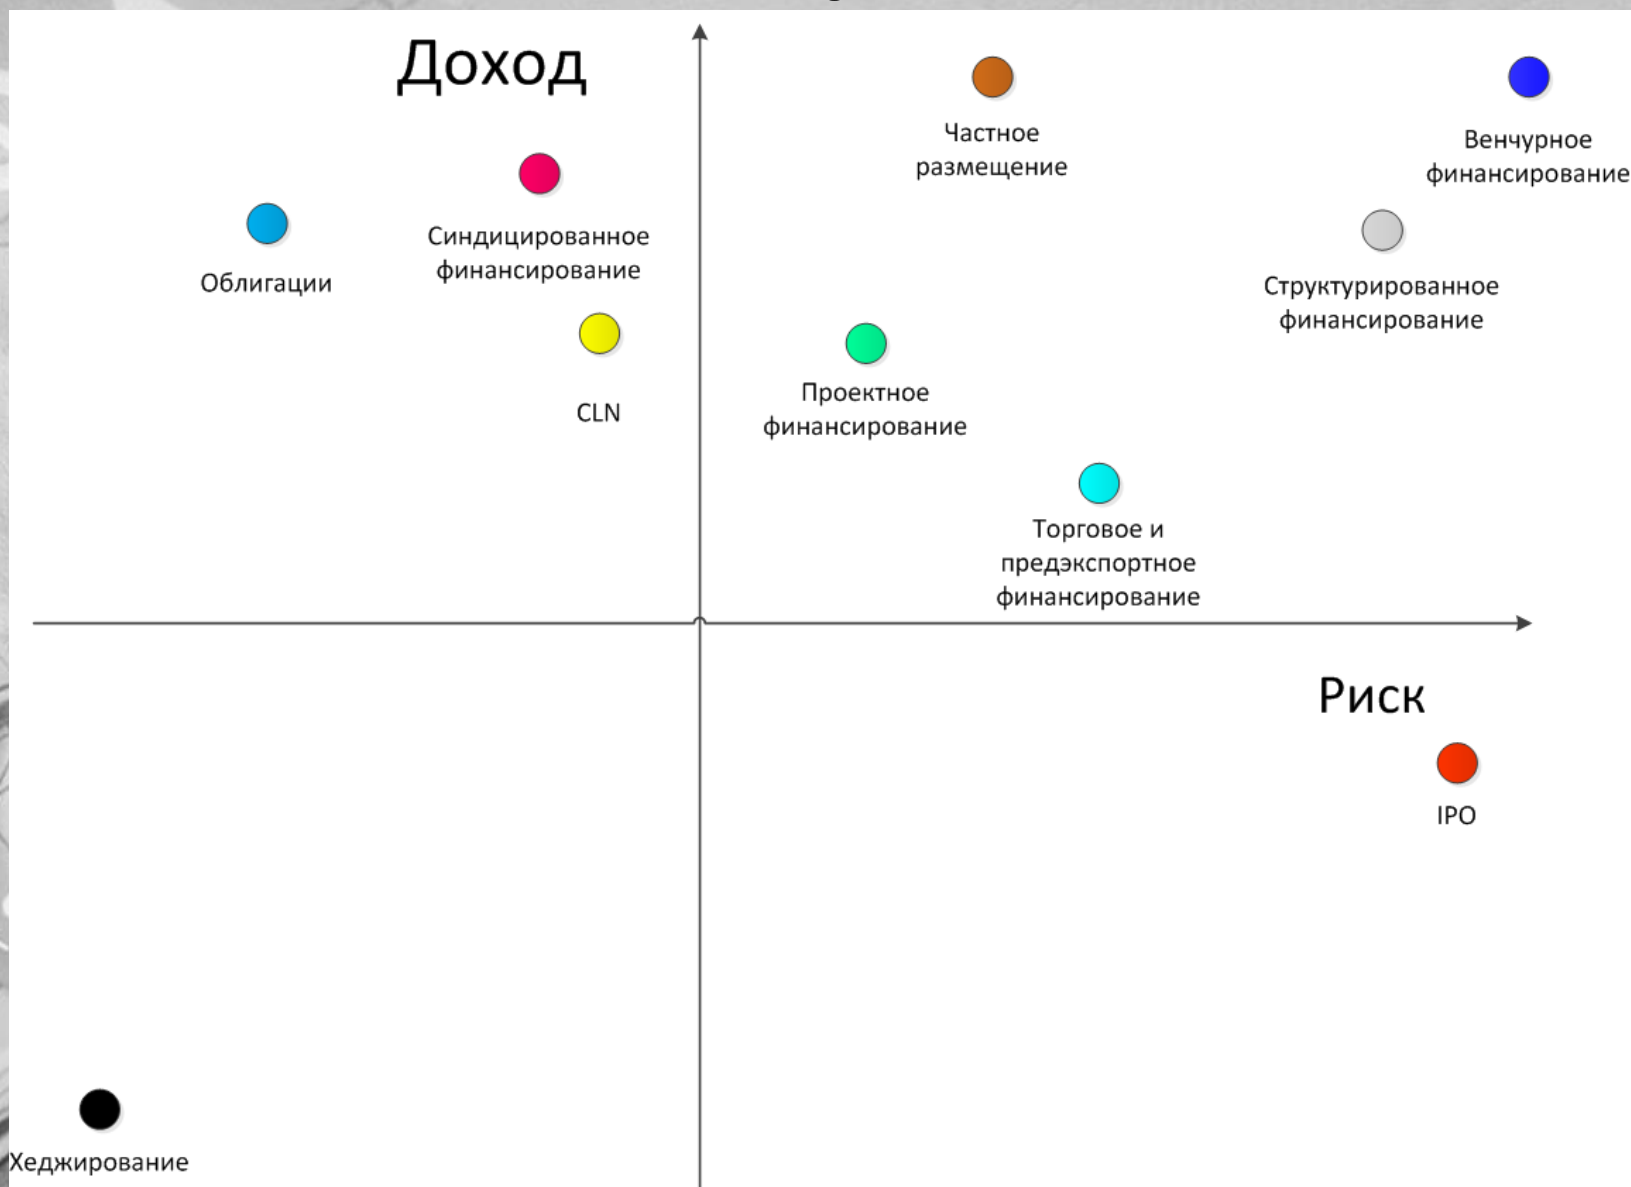 Доход
Частное
размещение
Венчурное
финансирование
Синдицированное
финансирование
Облигации
Структурированное
финансирование
CLN
Проектное
финансирование
Торговое и
предэкспортное
финансирование
Риск
IPO
Хеджирование